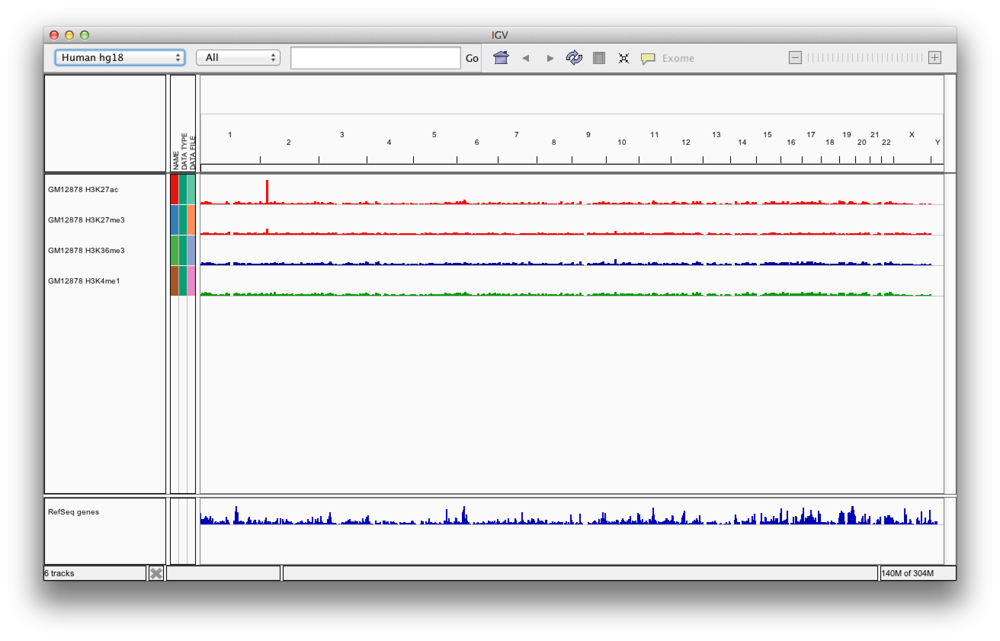 IGV
Human hg18 All Go Exome
NAME
DATA TYPE
DATA FILE
1 3 5 7 9 11 13 15 17 19 21 X
2 4 6 8 10 12 14 16 18 20 22 Y
GM12878 H3K27ac
GM12878 H3K27me3
GM12878 H3K36me3
GM12878 H3K4me1
RefSeq genes
6 tracks 140M of 304M